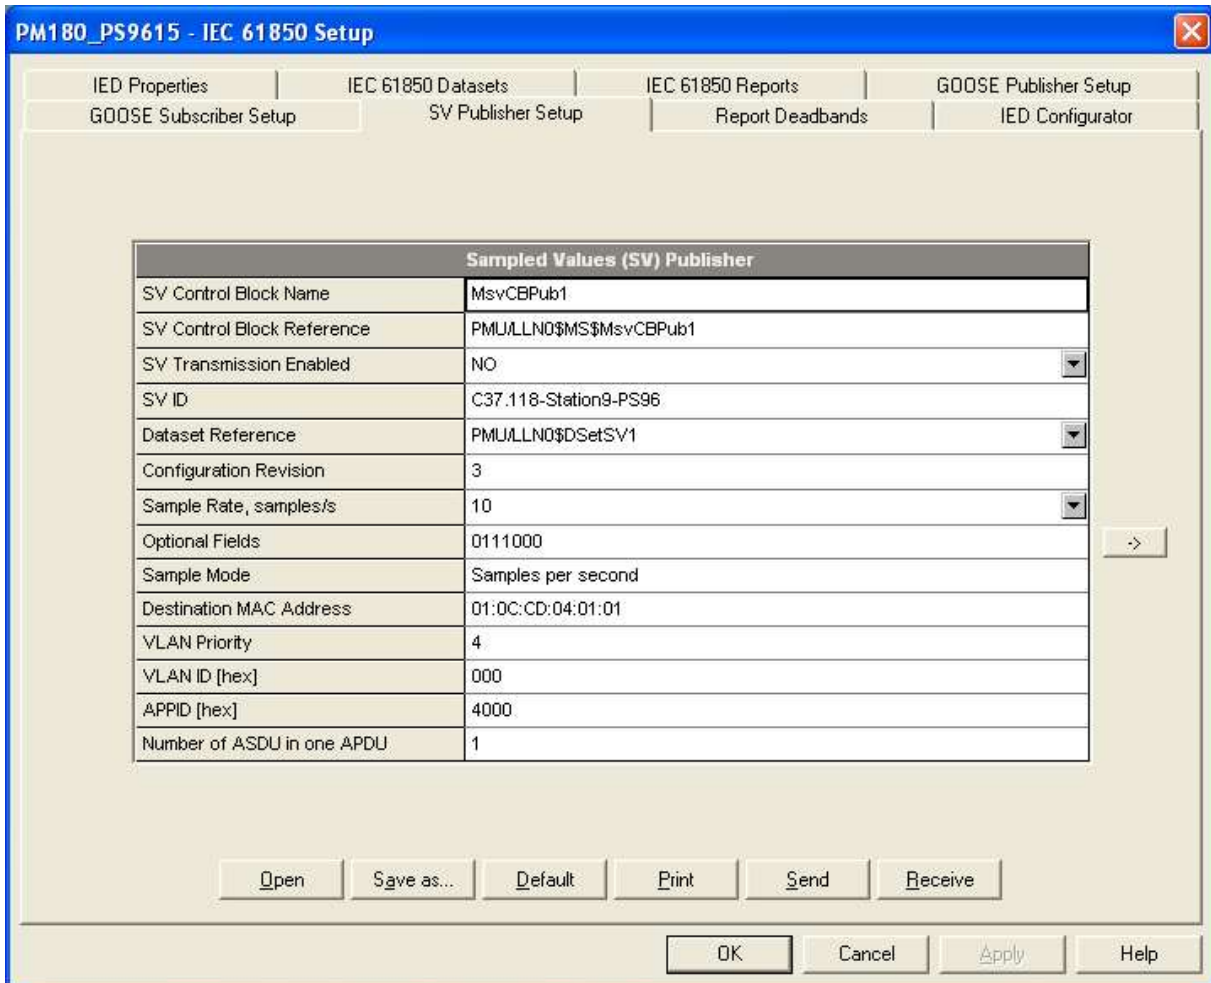 PM180_PS9615 - IEC 61850 Setup
IED Properties IEC 61850 Datasets IEC 61850 Reports GOOSE Publisher Setup
GOOSE Subscriber Setup SV Publisher Setup Report Deadbands IED Configurator
Sampled Values (SV) Publisher
SV Control Block Name MsvCBPub1
SV Control Block Reference PMU/LLN0$MS$MsvCBPub1
SV Transmission Enabled NO
SV ID C37.118-Station9-PS96
Dataset Reference PMU/LLN0$DSetSV1
Configuration Revision 3
Sample Rate, samples/s 10
Optional Fields 0111000
->
Sample Mode Samples per second
Destination MAC Address 01:0C:CD:04:01:01
VLAN Priority 4
VLAN ID [hex] 000
APPID [hex] 4000
Number of ASDU in one APDU 1
Open Save as... Default Print Send Receive
OK Cancel Apply Help